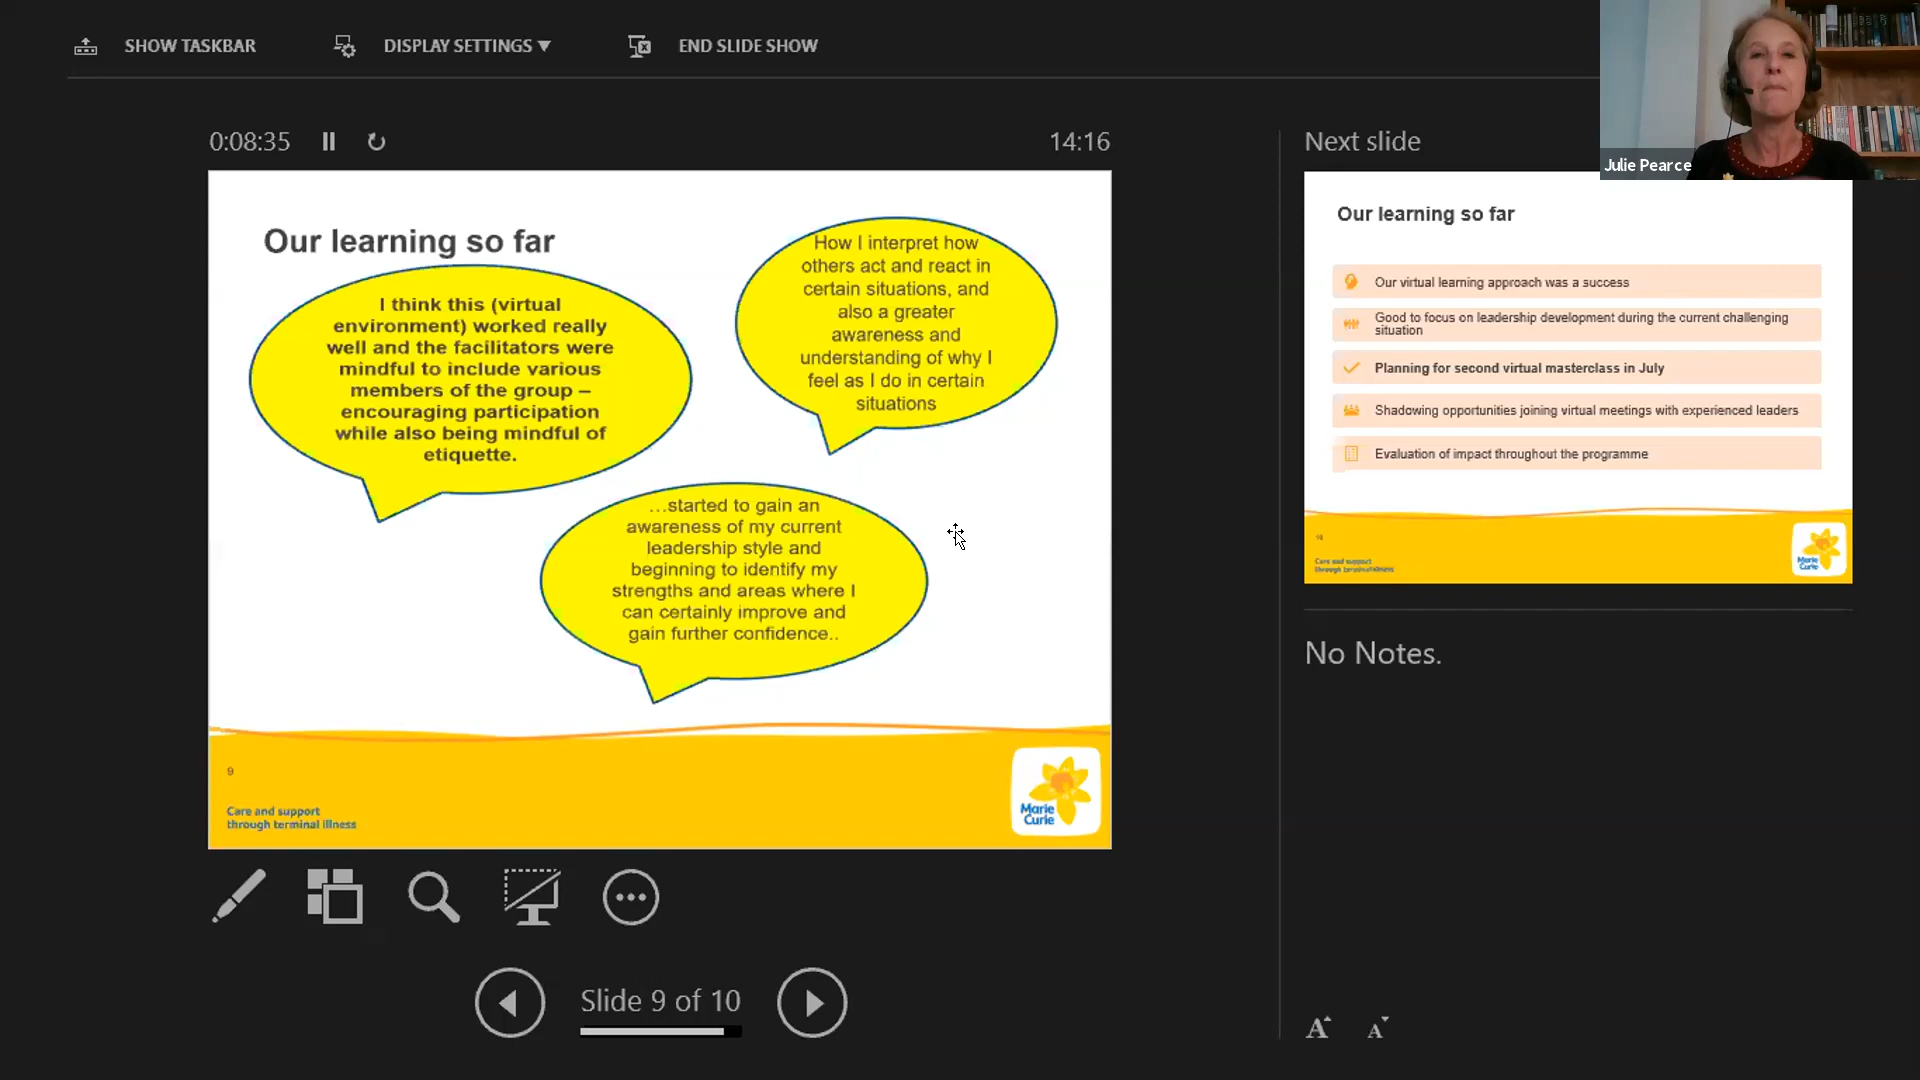 SHOW TASKBAR
DISPLAY SETTINGS
END SLIDE SHOW
Julie Pearce
0:08:35
14:16
Our learning so far
I think this (virtual
environment) worked really
well and the facilitators were
mindful to include various
members of the group –
encouraging participation
while also being mindful of
etiquette.
How I interpret how
others act and react in
certain situations, and
also a greater
awareness and
understanding of why I
feel as I do in certain
situations
…started to gain an
awareness of my current
leadership style and
beginning to identify my
strengths and areas where I
can certainly improve and
gain further confidence..
9
Care and support
through terminal illness
Marie
Curie
Slide 9 of 10
Next slide
Our learning so far
Our virtual learning approach was a success
Good to focus on leadership development during the current challenging
situation
Planning for second virtual masterclass in July
Shadowing opportunities joining virtual meetings with experienced leaders
Evaluation of impact throughout the programme
Care and support
through terminal illness
Marie
Curie
No Notes.
A
A